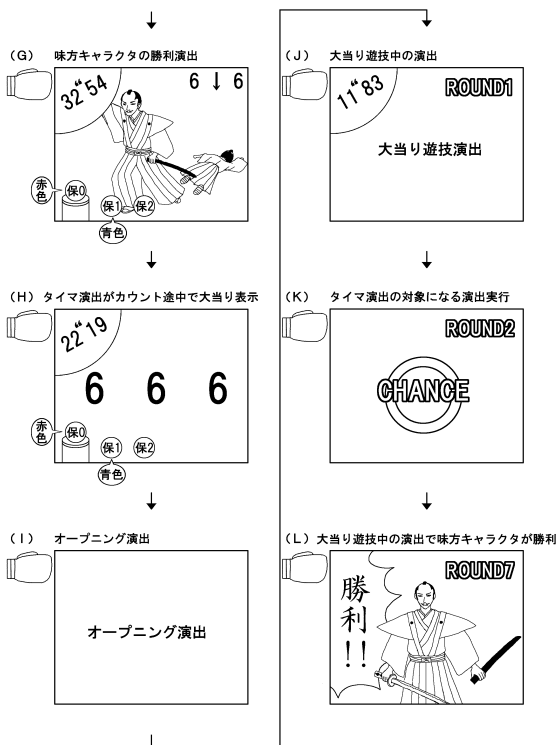 (G) 味方キャラクタの勝利演出
32"54
6 ↓ 6
赤色
保0
保1
保2
青色
(H) タイマ演出がカウント途中で大当り表示
22"19
6 6 6
赤色
保0
保1
保2
青色
(I) オープニング演出
オープニング演出
(J) 大当り遊技中の演出
11"83
ROUND1
大当り遊技演出
(K) タイマ演出の対象になる演出実行
ROUND2
CHANCE
(L) 大当り遊技中の演出で味方キャラクタが勝利
ROUND7
勝利!!